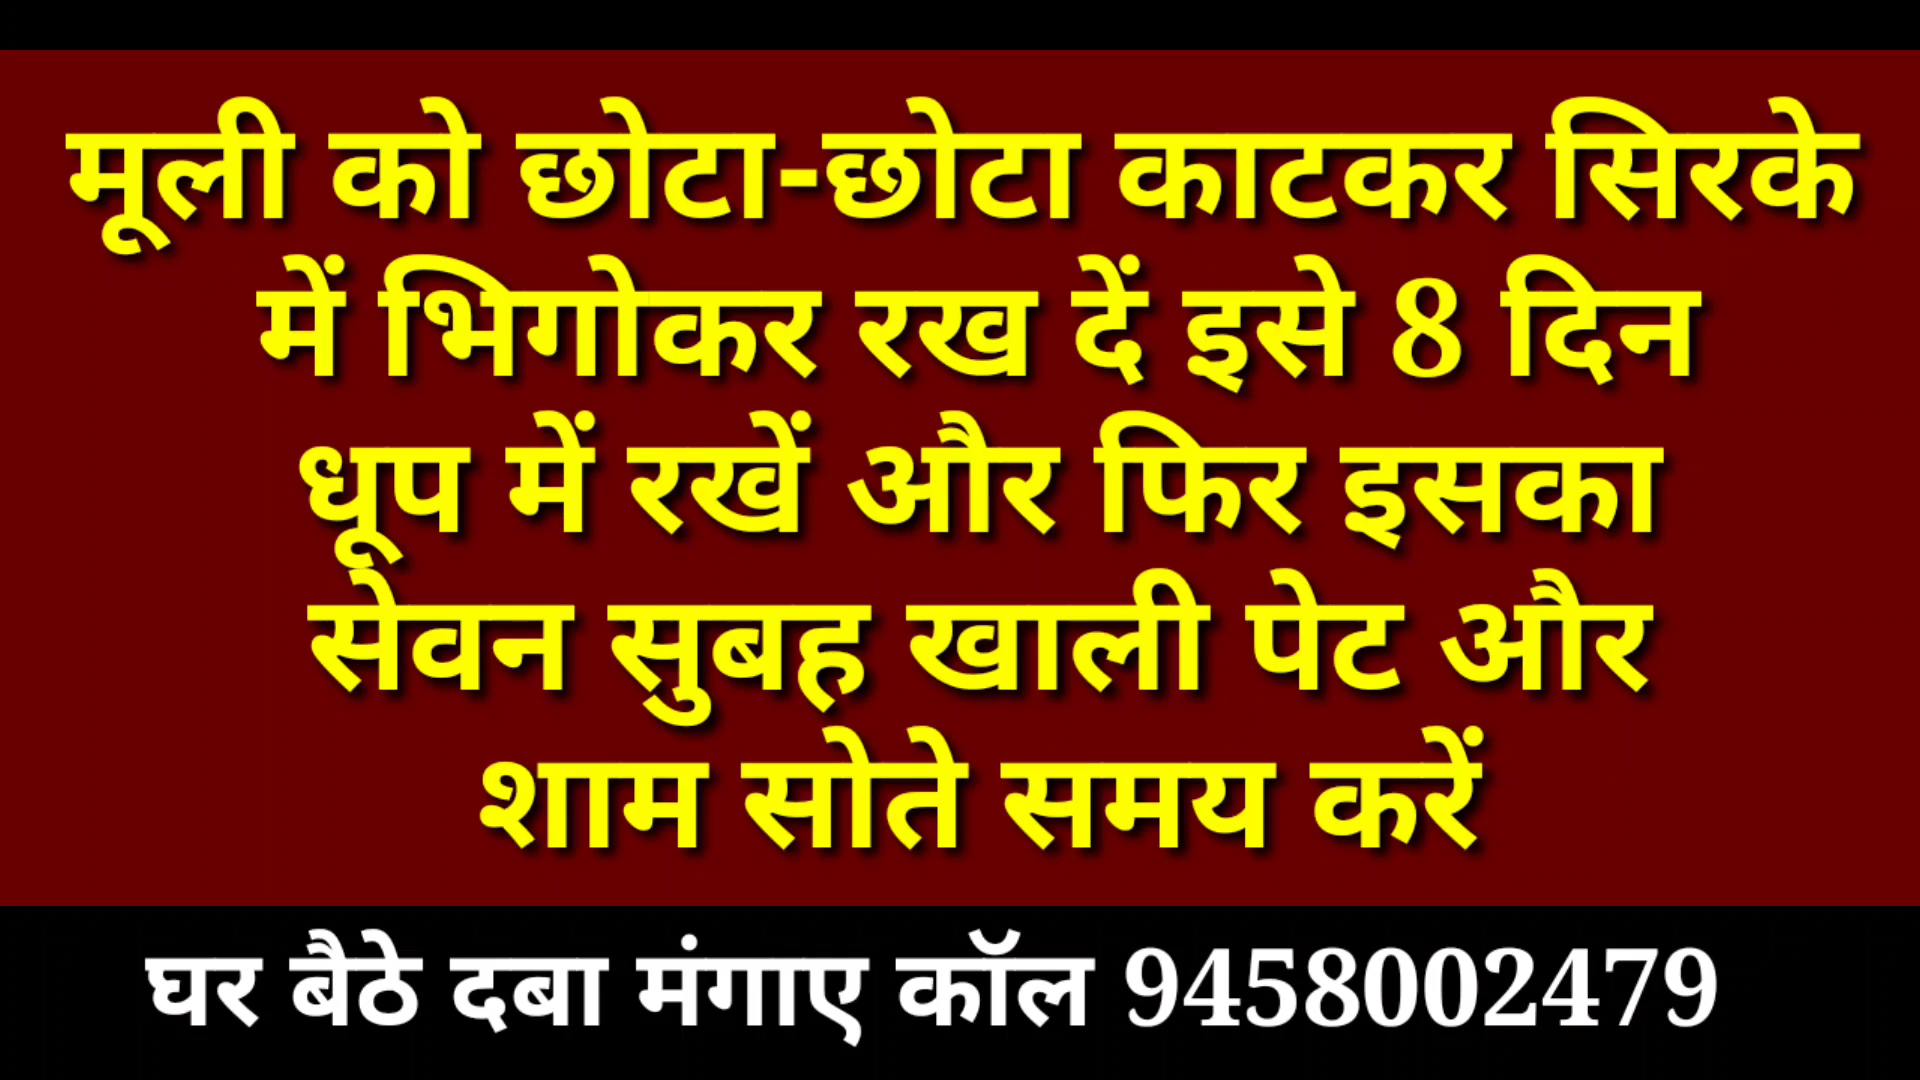 मूली को छोटा-छोटा काटकर सिरके
में भिगोकर रख दें इसे 8 दिन
धूप में रखें और फिर इसका
सेवन सुबह खाली पेट और
शाम सोते समय करें
घर बैठे दबा मंगाए कॉल 9458002479